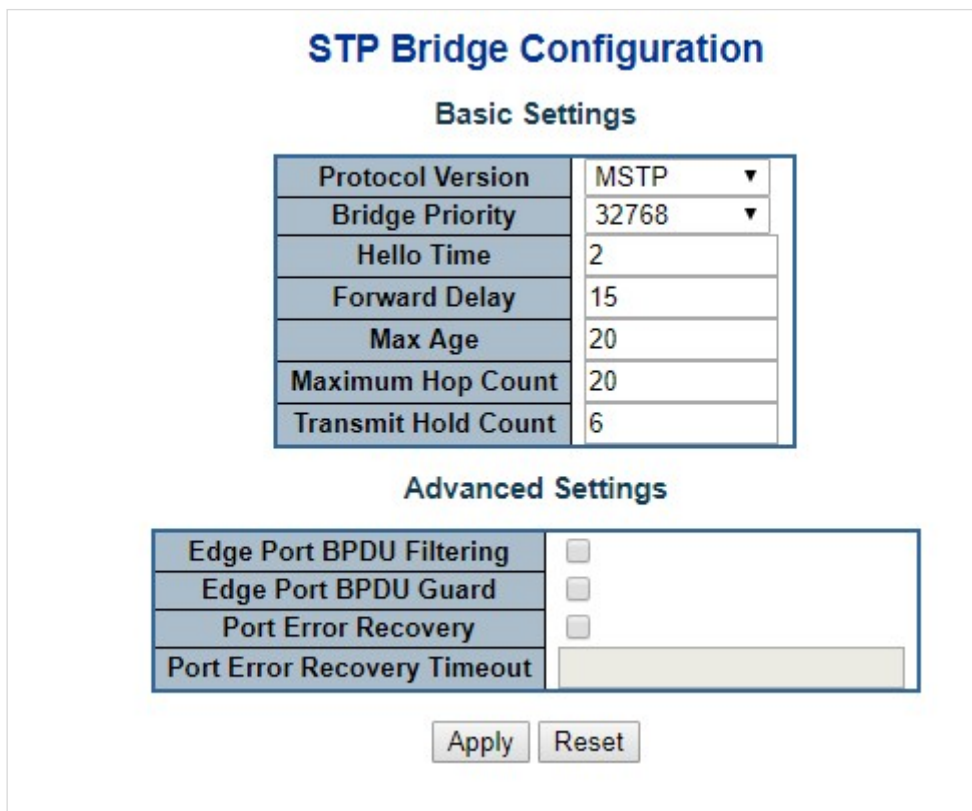 STP Bridge Configuration
Basic Settings
Protocol Version MSTP
Bridge Priority 32768
Hello Time 2
Forward Delay 15
Max Age 20
Maximum Hop Count 20
Transmit Hold Count 6
Advanced Settings
Edge Port BPDU Filtering
Edge Port BPDU Guard
Port Error Recovery
Port Error Recovery Timeout
Apply Reset